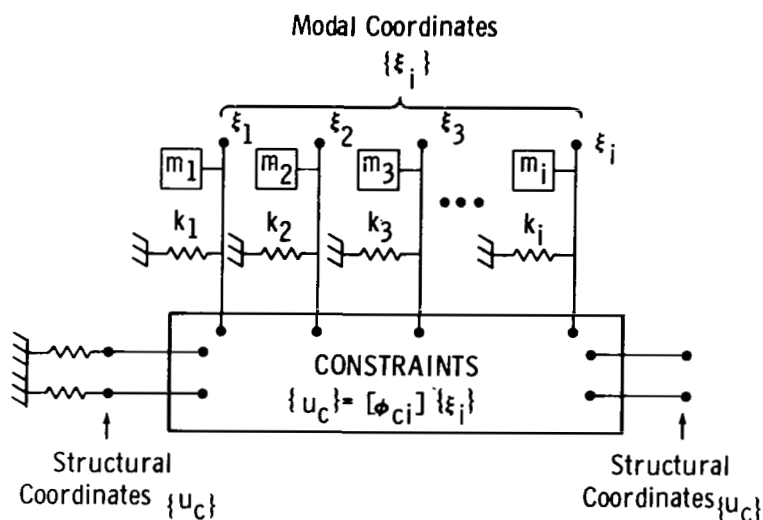 Modal Coordinates
{ξi}
ξ1 ξ2 ξ3 ξi
m1 m2 m3 mi
k1 k2 k3 ki
CONSTRAINTS
{uc} = [ϕci] {ξi}
Structural
Coordinates {uc}
Structural
Coordinates {uc}